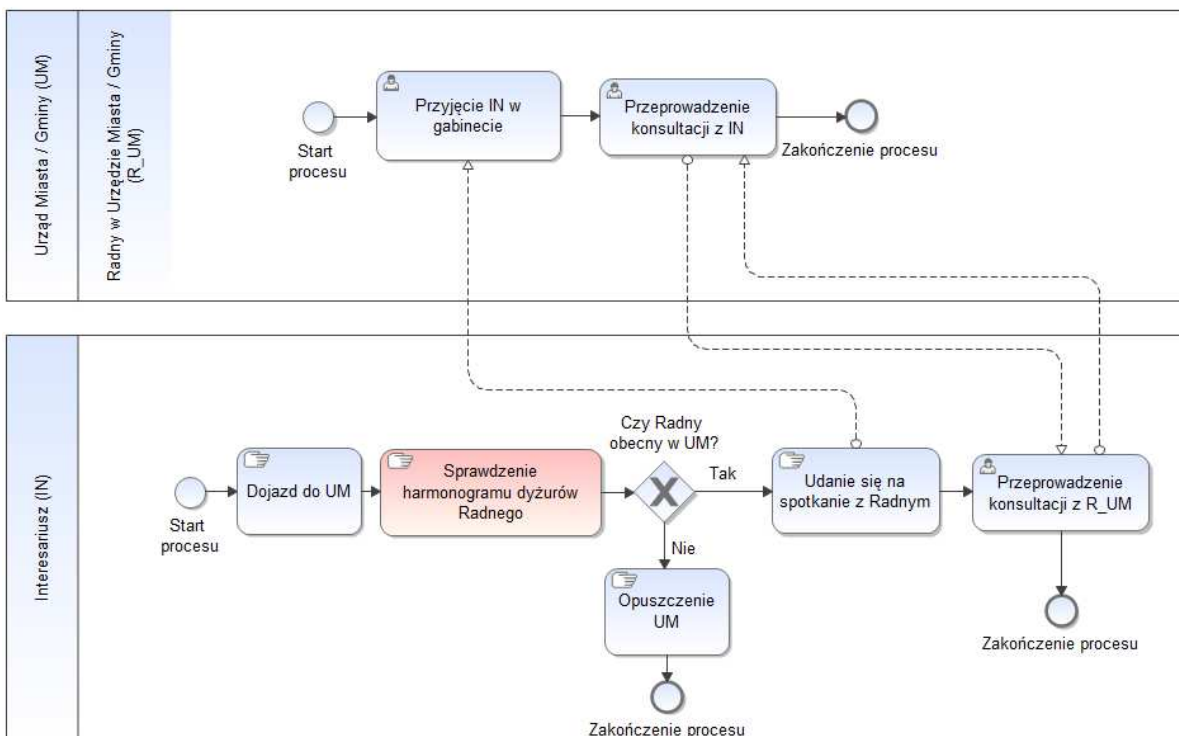 Urząd Miasta / Gminy (UM)
Radny w Urzędzie Miasta / Gminy
(R_UM)
Start
procesu
Przyjęcie IN w
gabinecie
Przeprowadzenie
konsultacji z IN
Zakończenie procesu
Interesariusz (IN)
Start
procesu
Dojazd do UM
Sprawdzenie
harmonogramu dyżurów
Radnego
Czy Radny
obecny w UM?
Tak
Nie
Udanie się na
spotkanie z Radnym
Przeprowadzenie
konsultacji z R_UM
Opuszczenie
UM
Zakończenie procesu
Zakończenie procesu